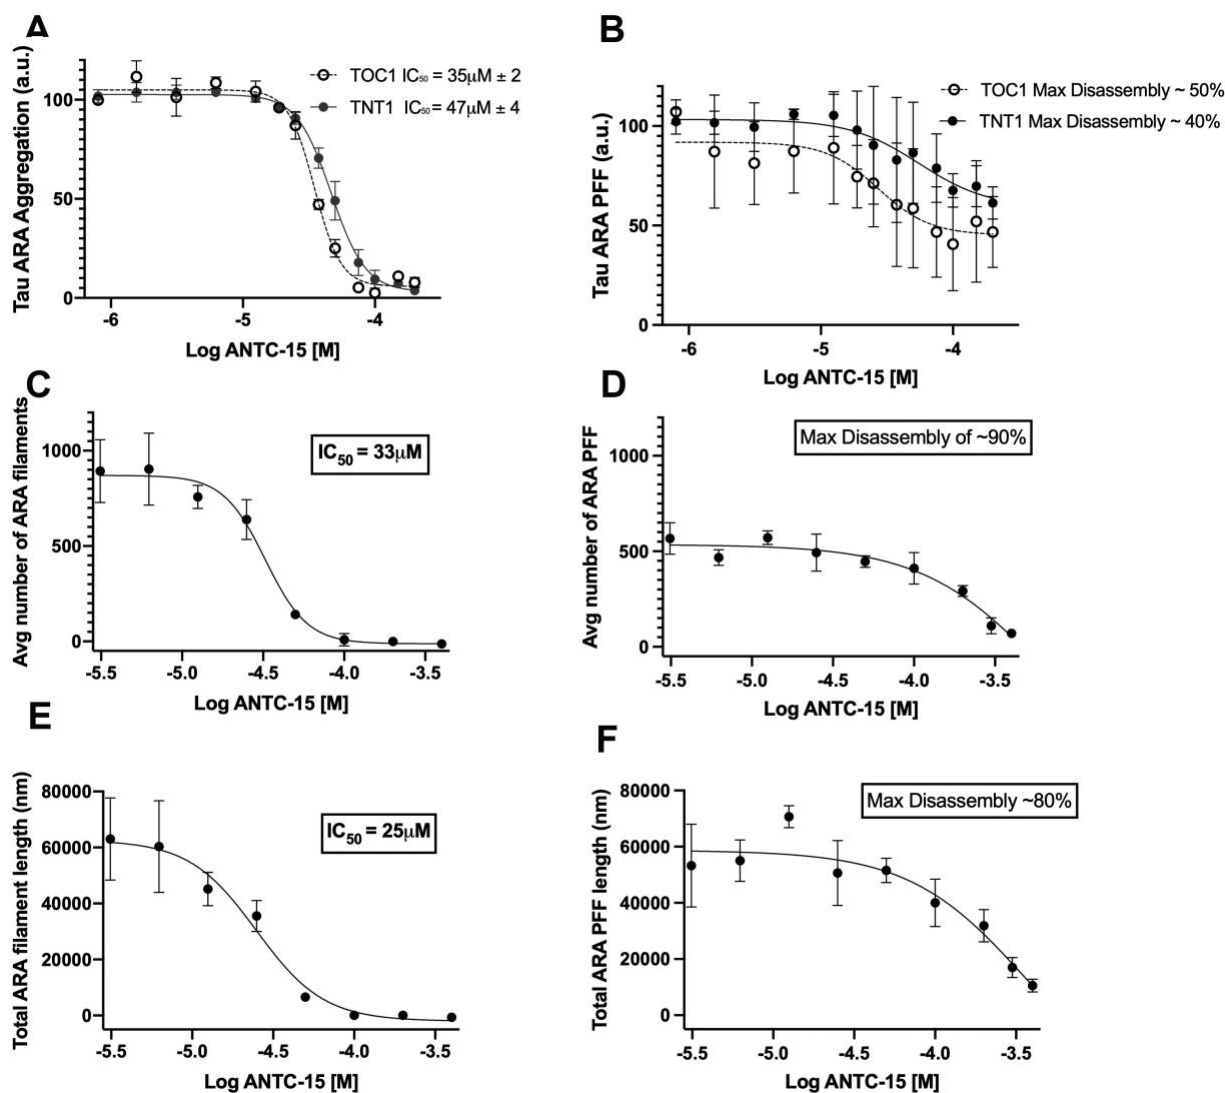 A
Tau ARA Aggregation (a.u.)
100
50
0
-6
-5
-4
Log ANTC-15 [M]
TOC1 IC₅₀ = 35μM ± 2
TNT1 IC₅₀ = 47μM ± 4
B
Tau ARA PFF (a.u.)
100
50
0
-6
-5
-4
Log ANTC-15 [M]
TOC1 Max Disassembly ~ 50%
TNT1 Max Disassembly ~ 40%
C
Avg number of ARA filaments
1000
500
0
-5.5
-5.0
-4.5
-4.0
-3.5
Log ANTC-15 [M]
IC₅₀ = 33μM
D
Avg number of ARA PFF
1000
500
0
-5.5
-5.0
-4.5
-4.0
-3.5
Log ANTC-15 [M]
Max Disassembly of ~90%
E
Total ARA filament length (nm)
80000
60000
40000
20000
0
-5.5
-5.0
-4.5
-4.0
-3.5
Log ANTC-15 [M]
IC₅₀ = 25μM
F
Total ARA PFF length (nm)
80000
60000
40000
20000
0
-5.5
-5.0
-4.5
-4.0
-3.5
Log ANTC-15 [M]
Max Disassembly ~80%